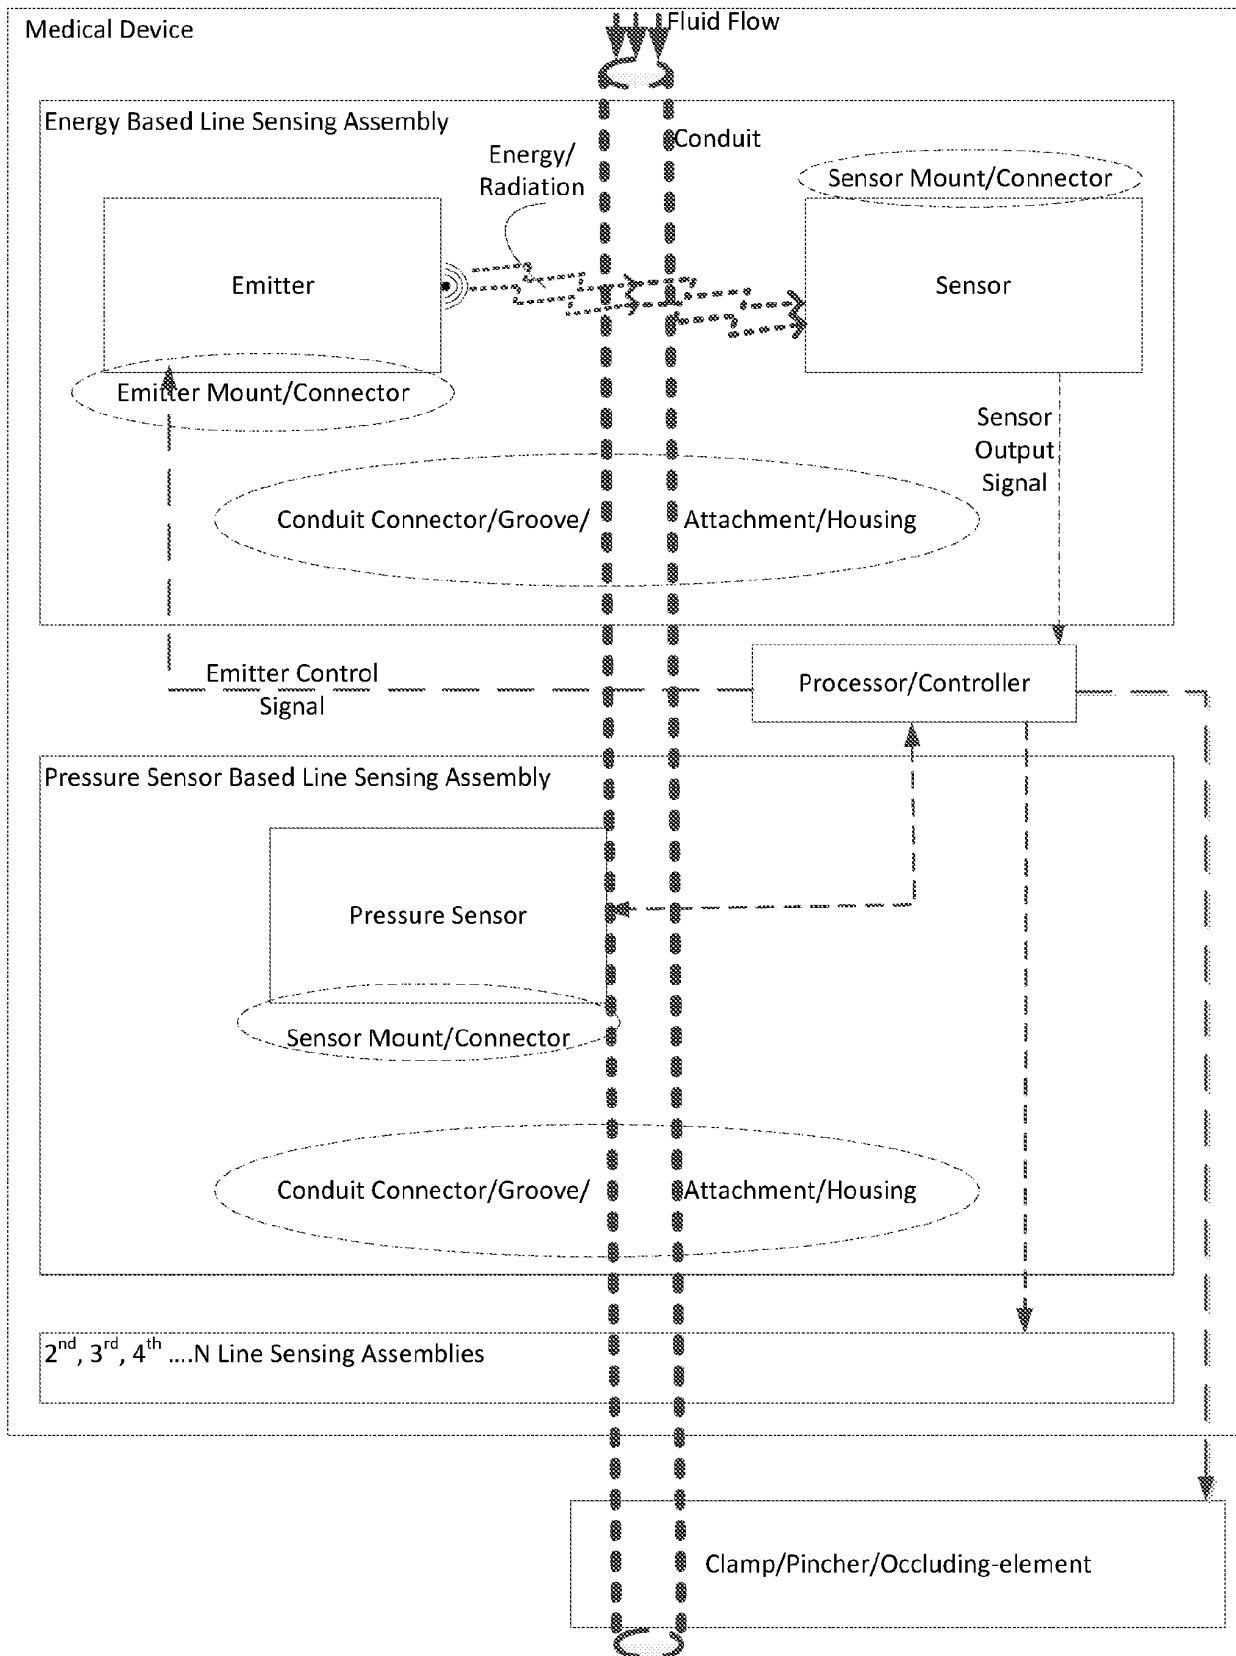 Medical Device
Fluid Flow
Energy Based Line Sensing Assembly
Conduit
Energy/
Radiation
Sensor Mount/Connector
Emitter
Sensor
Emitter Mount/Connector
Sensor
Output
Signal
Conduit Connector/Groove/ Attachment/Housing
Emitter Control
Signal
Processor/Controller
Pressure Sensor Based Line Sensing Assembly
Pressure Sensor
Sensor Mount/Connector
Conduit Connector/Groove/ Attachment/Housing
2nd, 3rd, 4th ....N Line Sensing Assemblies
Clamp/Pincher/Occluding-element